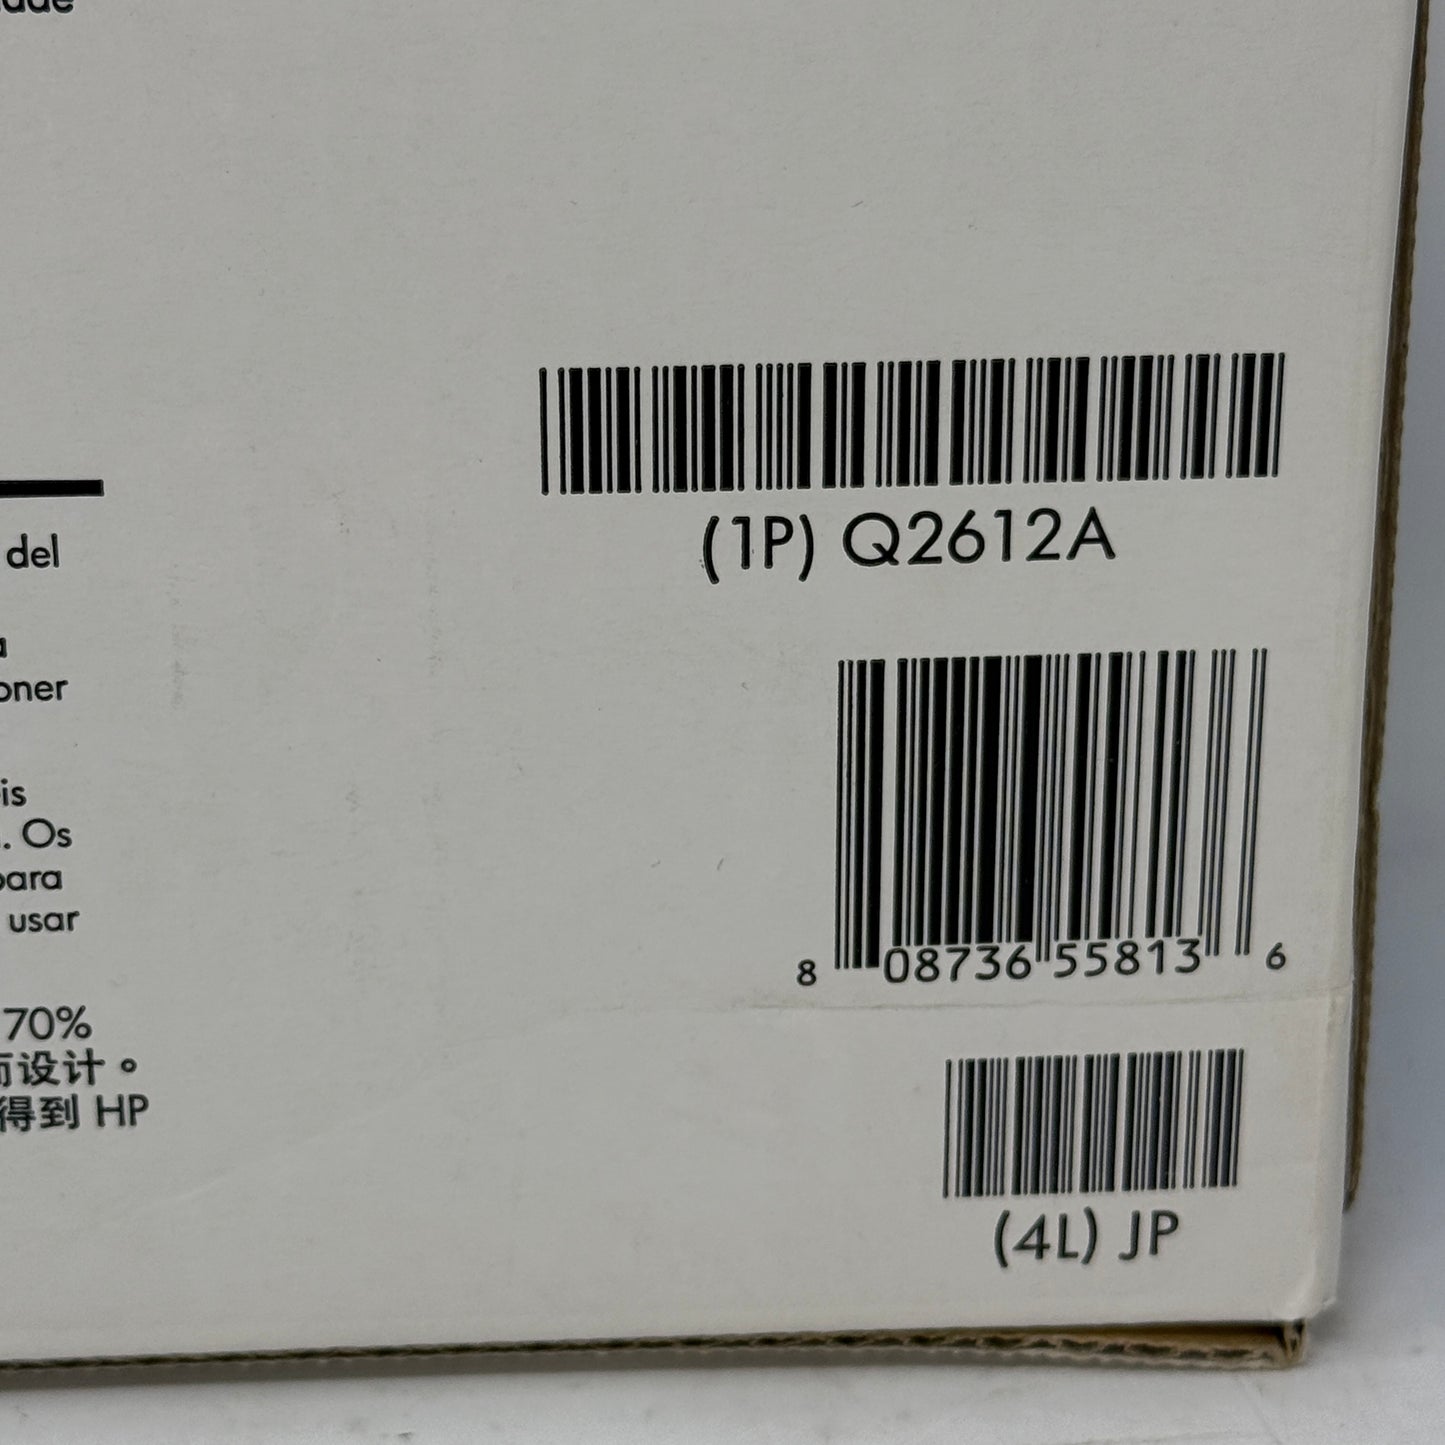 del
oner
is
. Os
para
usar
70%
而设计。
得到 HP
(1P) Q2612A
8 08736 55813 6
(4L) JP